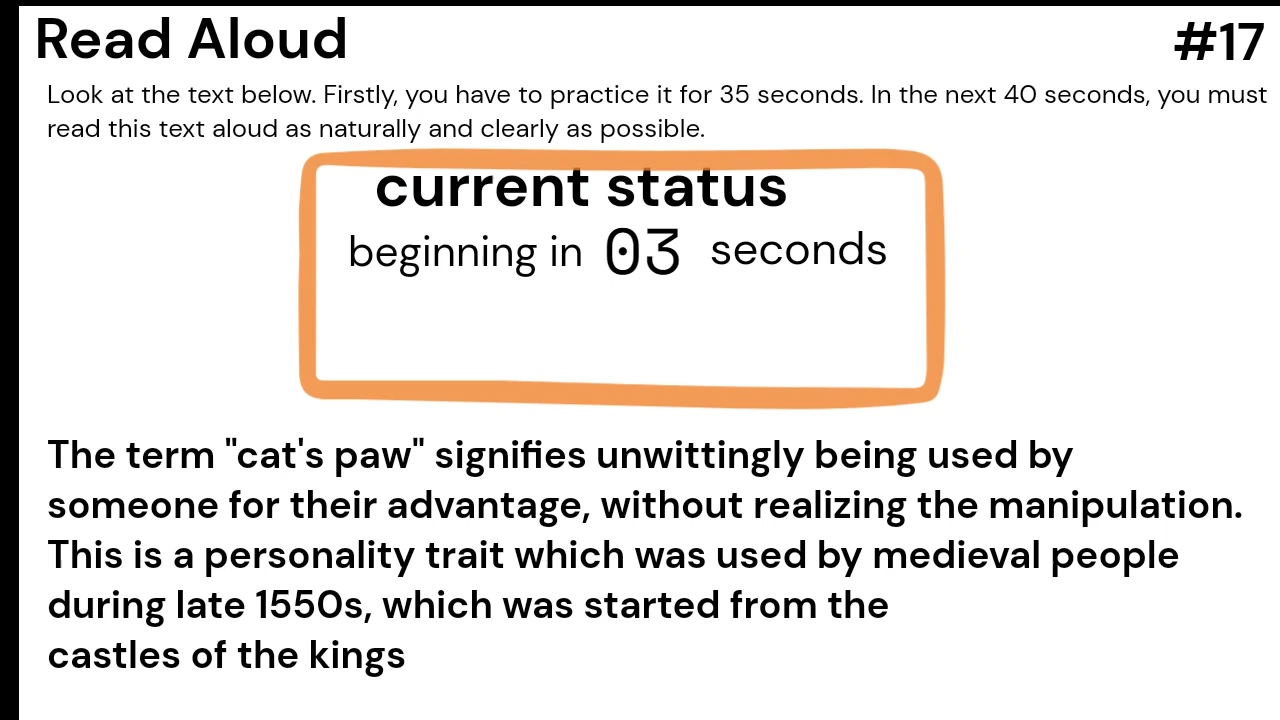 Read Aloud
#17
Look at the text below. Firstly, you have to practice it for 35 seconds. In the next 40 seconds, you must
read this text aloud as naturally and clearly as possible.
current status
beginning in 03 seconds
The term "cat's paw" signifies unwittingly being used by
someone for their advantage, without realizing the manipulation.
This is a personality trait which was used by medieval people
during late 1550s, which was started from the
castles of the kings